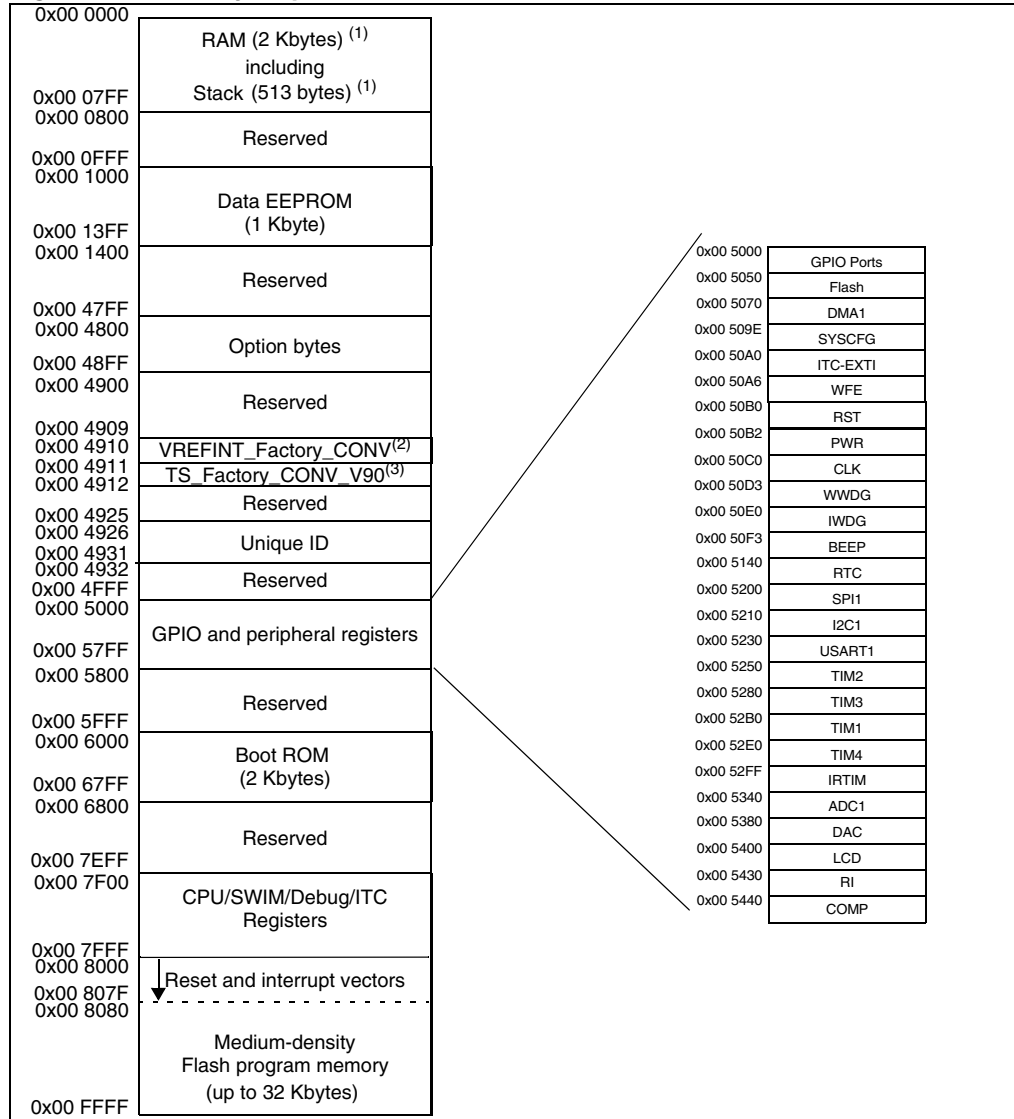 0x00 0000
RAM (2 Kbytes) (1)
including
Stack (513 bytes) (1)
0x00 07FF
0x00 0800
Reserved
0x00 0FFF
0x00 1000
Data EEPROM
(1 Kbyte)
0x00 13FF
0x00 1400
Reserved
0x00 47FF
0x00 4800
Option bytes
0x00 48FF
0x00 4900
Reserved
0x00 4909
0x00 4910
VREFINT_Factory_CONV(2)
0x00 4911
TS_Factory_CONV_V90(3)
0x00 4912
Reserved
0x00 4925
0x00 4926
Unique ID
0x00 4931
0x00 4932
Reserved
0x00 4FFF
0x00 5000
GPIO and peripheral registers
0x00 57FF
0x00 5800
Reserved
0x00 5FFF
0x00 6000
Boot ROM
(2 Kbytes)
0x00 67FF
0x00 6800
Reserved
0x00 7EFF
0x00 7F00
CPU/SWIM/Debug/ITC
Registers
0x00 7FFF
0x00 8000
Reset and interrupt vectors
0x00 807F
0x00 8080
Medium-density
Flash program memory
(up to 32 Kbytes)
0x00 FFFF
0x00 5000
GPIO Ports
0x00 5050
Flash
0x00 5070
DMA1
0x00 509E
SYSCFG
0x00 50A0
ITC-EXTI
0x00 50A6
WFE
0x00 50B0
RST
0x00 50B2
PWR
0x00 50C0
CLK
0x00 50D3
WWDG
0x00 50E0
IWDG
0x00 50F3
BEEP
0x00 5140
RTC
0x00 5200
SPI1
0x00 5210
I2C1
0x00 5230
USART1
0x00 5250
TIM2
0x00 5280
TIM3
0x00 52B0
TIM1
0x00 52E0
TIM4
0x00 52FF
IRTIM
0x00 5340
ADC1
0x00 5380
DAC
0x00 5400
LCD
0x00 5430
RI
0x00 5440
COMP